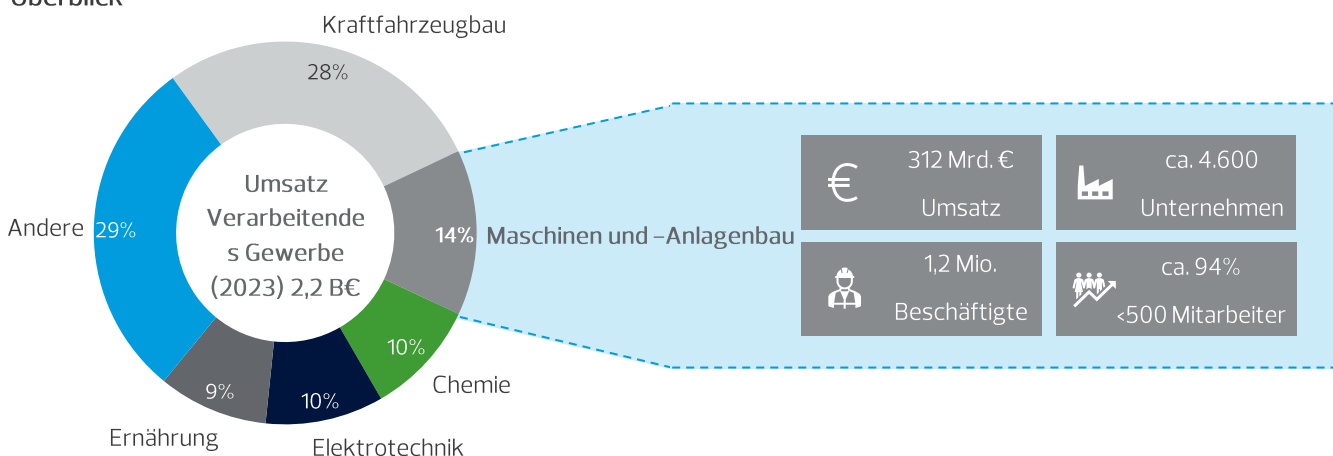 Überblick
Kraftfahrzeugbau
28%
Umsatz
Verarbeitende
s Gewerbe
(2023) 2,2 B€
Andere
29%
14%
Maschinen und –Anlagenbau
10%
Chemie
10%
Elektrotechnik
9%
Ernährung
€
312 Mrd. €
Umsatz
ca. 4.600
Unternehmen
1,2 Mio.
Beschäftigte
ca. 94%
<500 Mitarbeiter